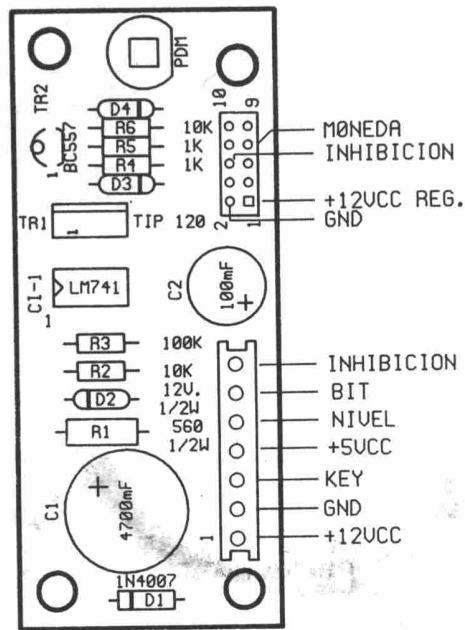 PDM
TR2
BC557
1
D4
R6 10K
R5 1K
R4 1K
D3
10
9
2
1
MØNEDA
INHIBICION
+12VCC REG.
GND
TR1
1
TIP 120
CI-1
LM741
1
C2
100mF
+
R3 100K
R2 10K
D2 12V.
1/2W
R1 560
1/2W
C1
+
4700mF
1N4007
D1
INHIBICION
BIT
NIVEL
+5VCC
KEY
GND
1
+12VCC